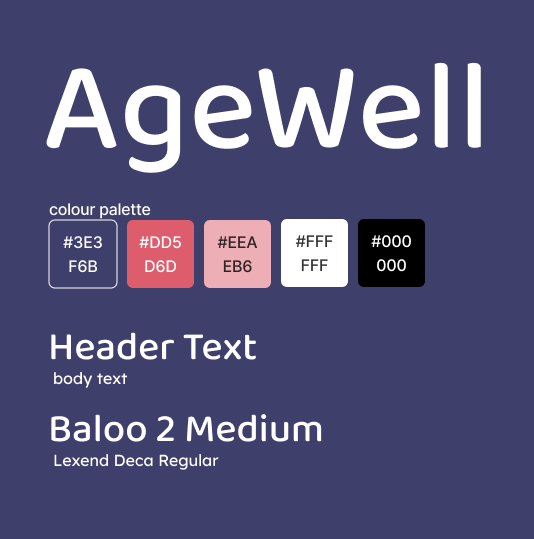 AgeWell
colour palette
#3E3
F6B
#DD5
D6D
#EEA
EB6
#FFF
FFF
#000
000
Header Text
body text
Baloo 2 Medium
Lexend Deca Regular